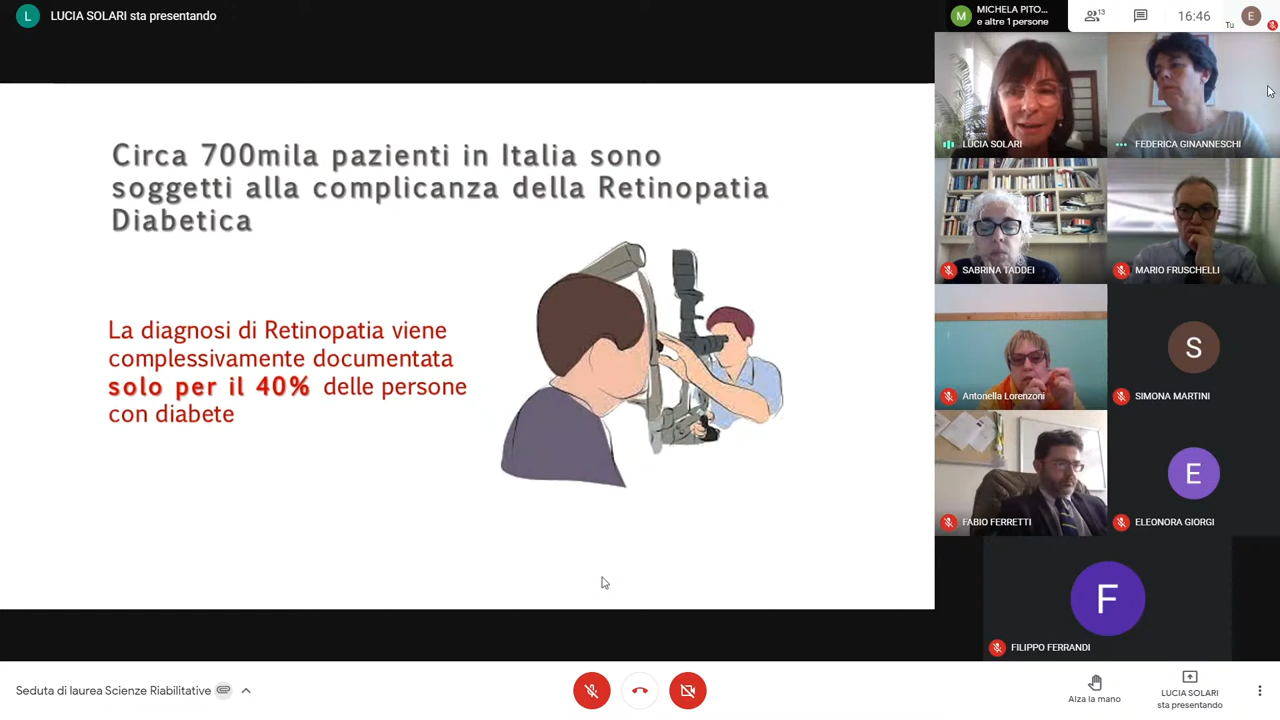 L
LUCIA SOLARI sta presentando
M
MICHELA PITO...
e altre 1 persone
13
16:46
Tu
E
Circa 700mila pazienti in Italia sono
soggetti alla complicanza della Retinopatia
Diabetica
La diagnosi di Retinopatia viene
complessivamente documentata
solo per il 40% delle persone
con diabete
LUCIA SOLARI
FEDERICA GINANNESCHI
SABRINA TADDEI
MARIO FRUSCHELLI
Antonella Lorenzoni
S
SIMONA MARTINI
FABIO FERRETTI
E
ELEONORA GIORGI
F
FILIPPO FERRANDI
Seduta di laurea Scienze Riabilitative
Alza la mano
LUCIA SOLARI
sta presentando